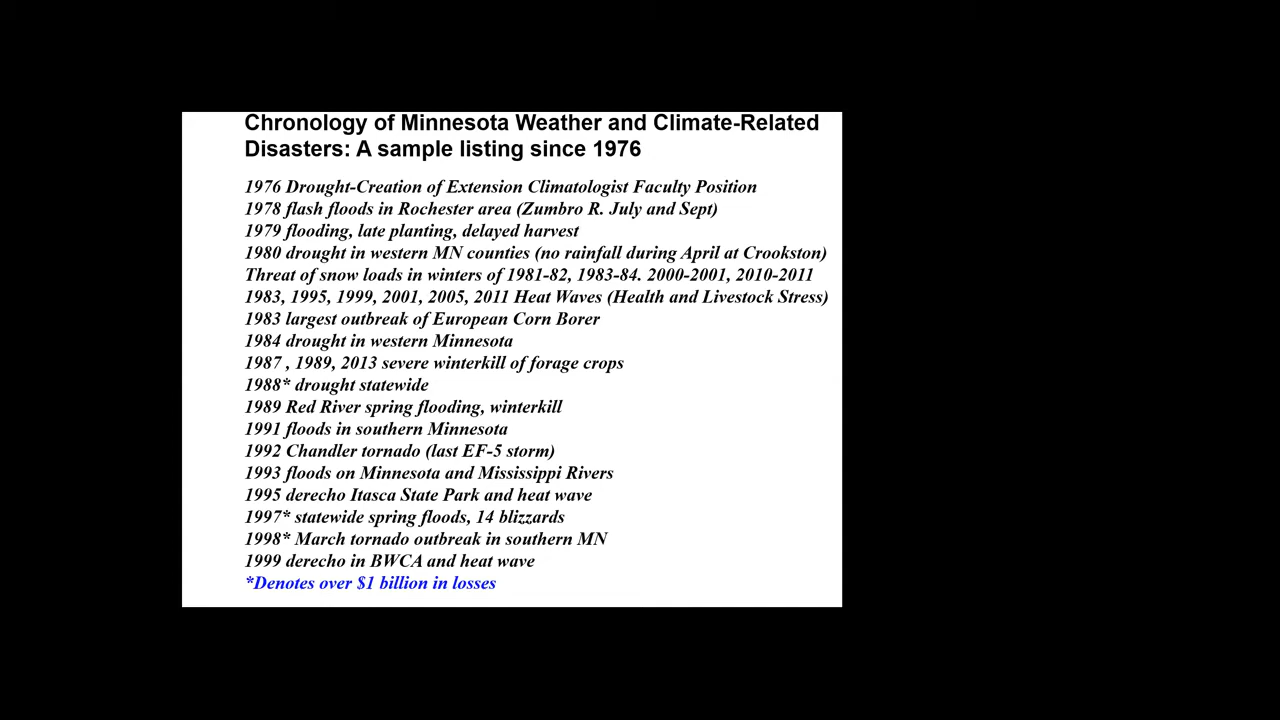 Chronology of Minnesota Weather and Climate-Related
Disasters: A sample listing since 1976
1976 Drought-Creation of Extension Climatologist Faculty Position
1978 flash floods in Rochester area (Zumbro R. July and Sept)
1979 flooding, late planting, delayed harvest
1980 drought in western MN counties (no rainfall during April at Crookston)
Threat of snow loads in winters of 1981-82, 1983-84. 2000-2001, 2010-2011
1983, 1995, 1999, 2001, 2005, 2011 Heat Waves (Health and Livestock Stress)
1983 largest outbreak of European Corn Borer
1984 drought in western Minnesota
1987 , 1989, 2013 severe winterkill of forage crops
1988* drought statewide
1989 Red River spring flooding, winterkill
1991 floods in southern Minnesota
1992 Chandler tornado (last EF-5 storm)
1993 floods on Minnesota and Mississippi Rivers
1995 derecho Itasca State Park and heat wave
1997* statewide spring floods, 14 blizzards
1998* March tornado outbreak in southern MN
1999 derecho in BWCA and heat wave
*Denotes over $1 billion in losses